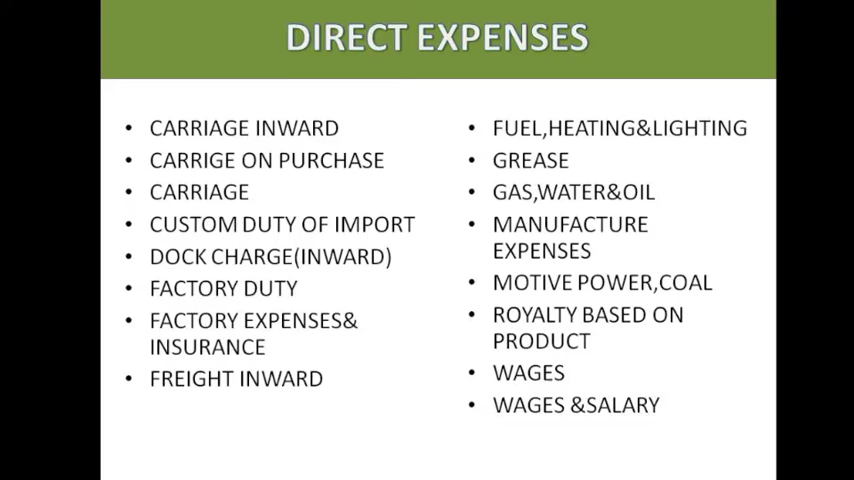 DIRECT EXPENSES
• CARRIAGE INWARD
• CARRIGE ON PURCHASE
• CARRIAGE
• CUSTOM DUTY OF IMPORT
• DOCK CHARGE(INWARD)
• FACTORY DUTY
• FACTORY EXPENSES&
INSURANCE
• FREIGHT INWARD
• FUEL,HEATING&LIGHTING
• GREASE
• GAS,WATER&OIL
• MANUFACTURE
EXPENSES
• MOTIVE POWER,COAL
• ROYALTY BASED ON
PRODUCT
• WAGES
• WAGES &SALARY